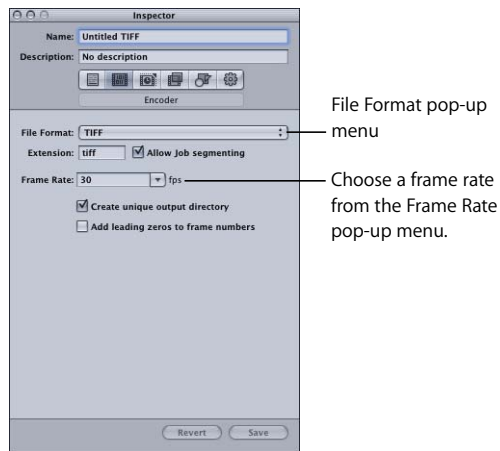 Inspector
Name: Untitled TIFF
Description: No description
Encoder
File Format: TIFF
Extension: tiff Allow Job segmenting
Frame Rate: 30 fps
Create unique output directory
Add leading zeros to frame numbers
Revert Save
File Format pop-up
menu
Choose a frame rate
from the Frame Rate
pop-up menu.